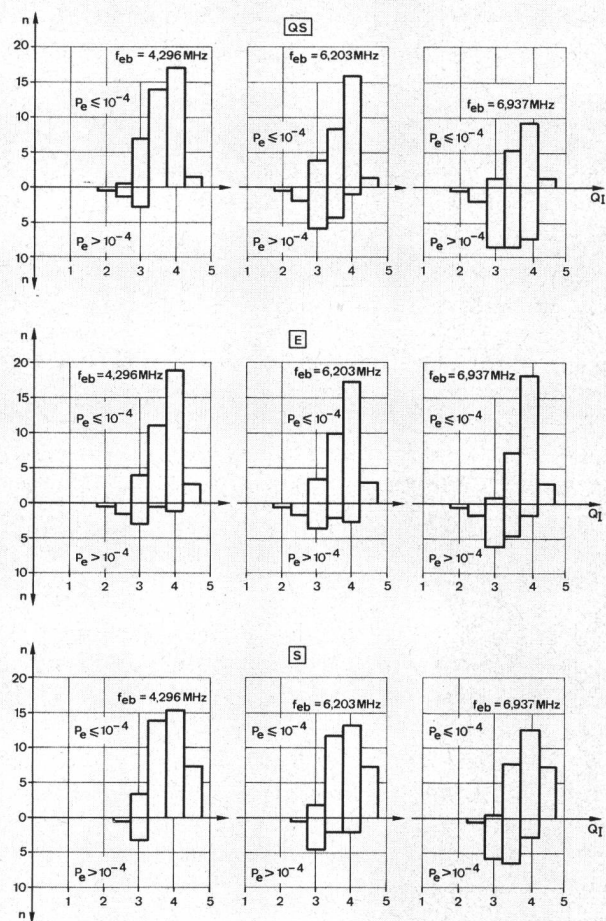 n
QS
20
15
10
5
0
5
10
n
f_eb = 4,296 MHz
P_e ≤ 10^-4
P_e > 10^-4
1 2 3 4 5
f_eb = 6,203 MHz
P_e ≤ 10^-4
P_e > 10^-4
1 2 3 4 5
f_eb = 6,937 MHz
P_e ≤ 10^-4
P_e > 10^-4
Q_I
1 2 3 4 5
n
E
20
15
10
5
0
5
10
n
f_eb = 4,296 MHz
P_e ≤ 10^-4
P_e > 10^-4
1 2 3 4 5
f_eb = 6,203 MHz
P_e ≤ 10^-4
P_e > 10^-4
1 2 3 4 5
f_eb = 6,937 MHz
P_e ≤ 10^-4
P_e > 10^-4
Q_I
1 2 3 4 5
n
S
20
15
10
5
0
5
10
n
f_eb = 4,296 MHz
P_e ≤ 10^-4
P_e > 10^-4
1 2 3 4 5
f_eb = 6,203 MHz
P_e ≤ 10^-4
P_e > 10^-4
1 2 3 4 5
f_eb = 6,937 MHz
P_e ≤ 10^-4
P_e > 10^-4
Q_I
1 2 3 4 5